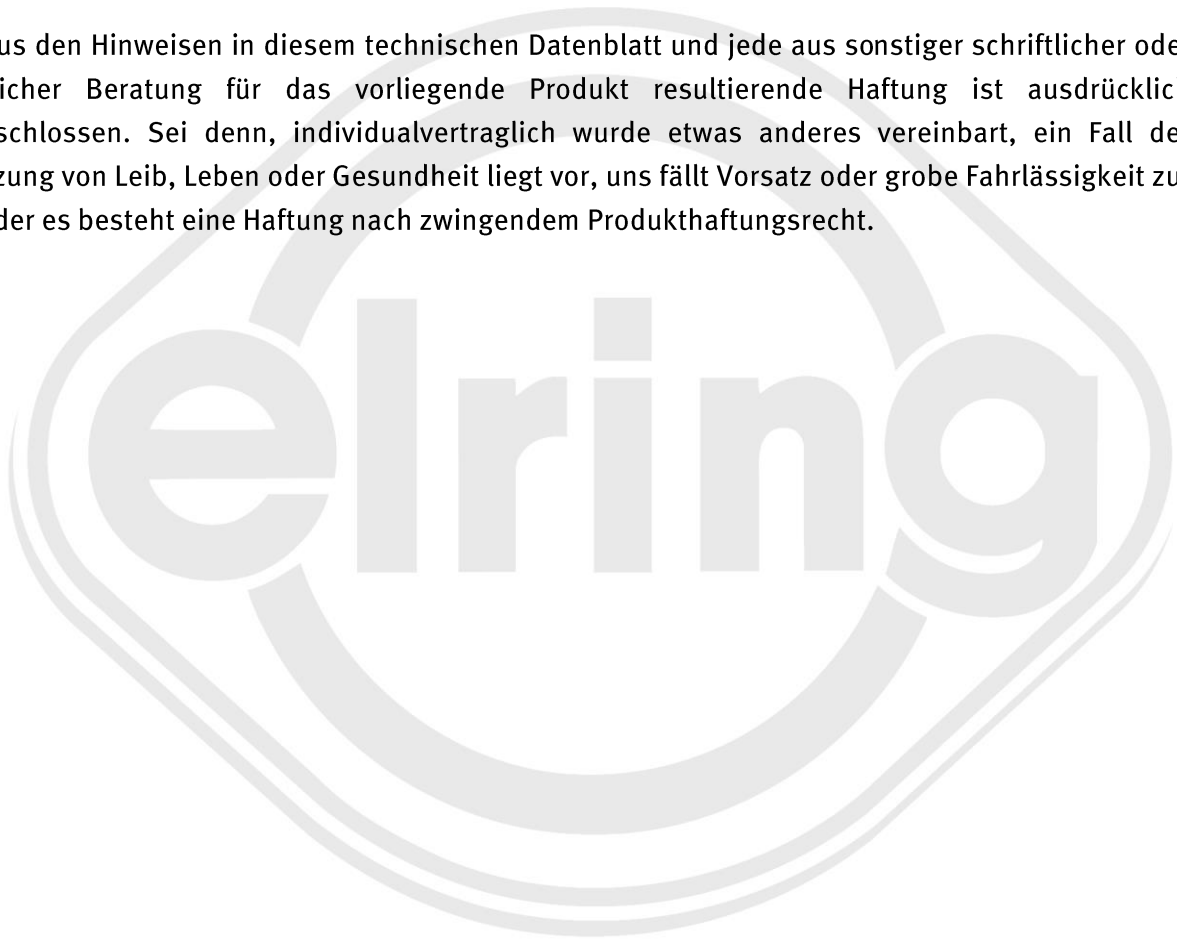 us den Hinweisen in diesem technischen Datenblatt und jede aus sonstiger schriftlicher ode
licher Beratung für das vorliegende Produkt resultierende Haftung ist ausdrücklic
schlossen. Sei denn, individualvertraglich wurde etwas anderes vereinbart, ein Fall de
zung von Leib, Leben oder Gesundheit liegt vor, uns fällt Vorsatz oder grobe Fahrlässigkeit zu
der es besteht eine Haftung nach zwingendem Produkthaftungsrecht.
elring